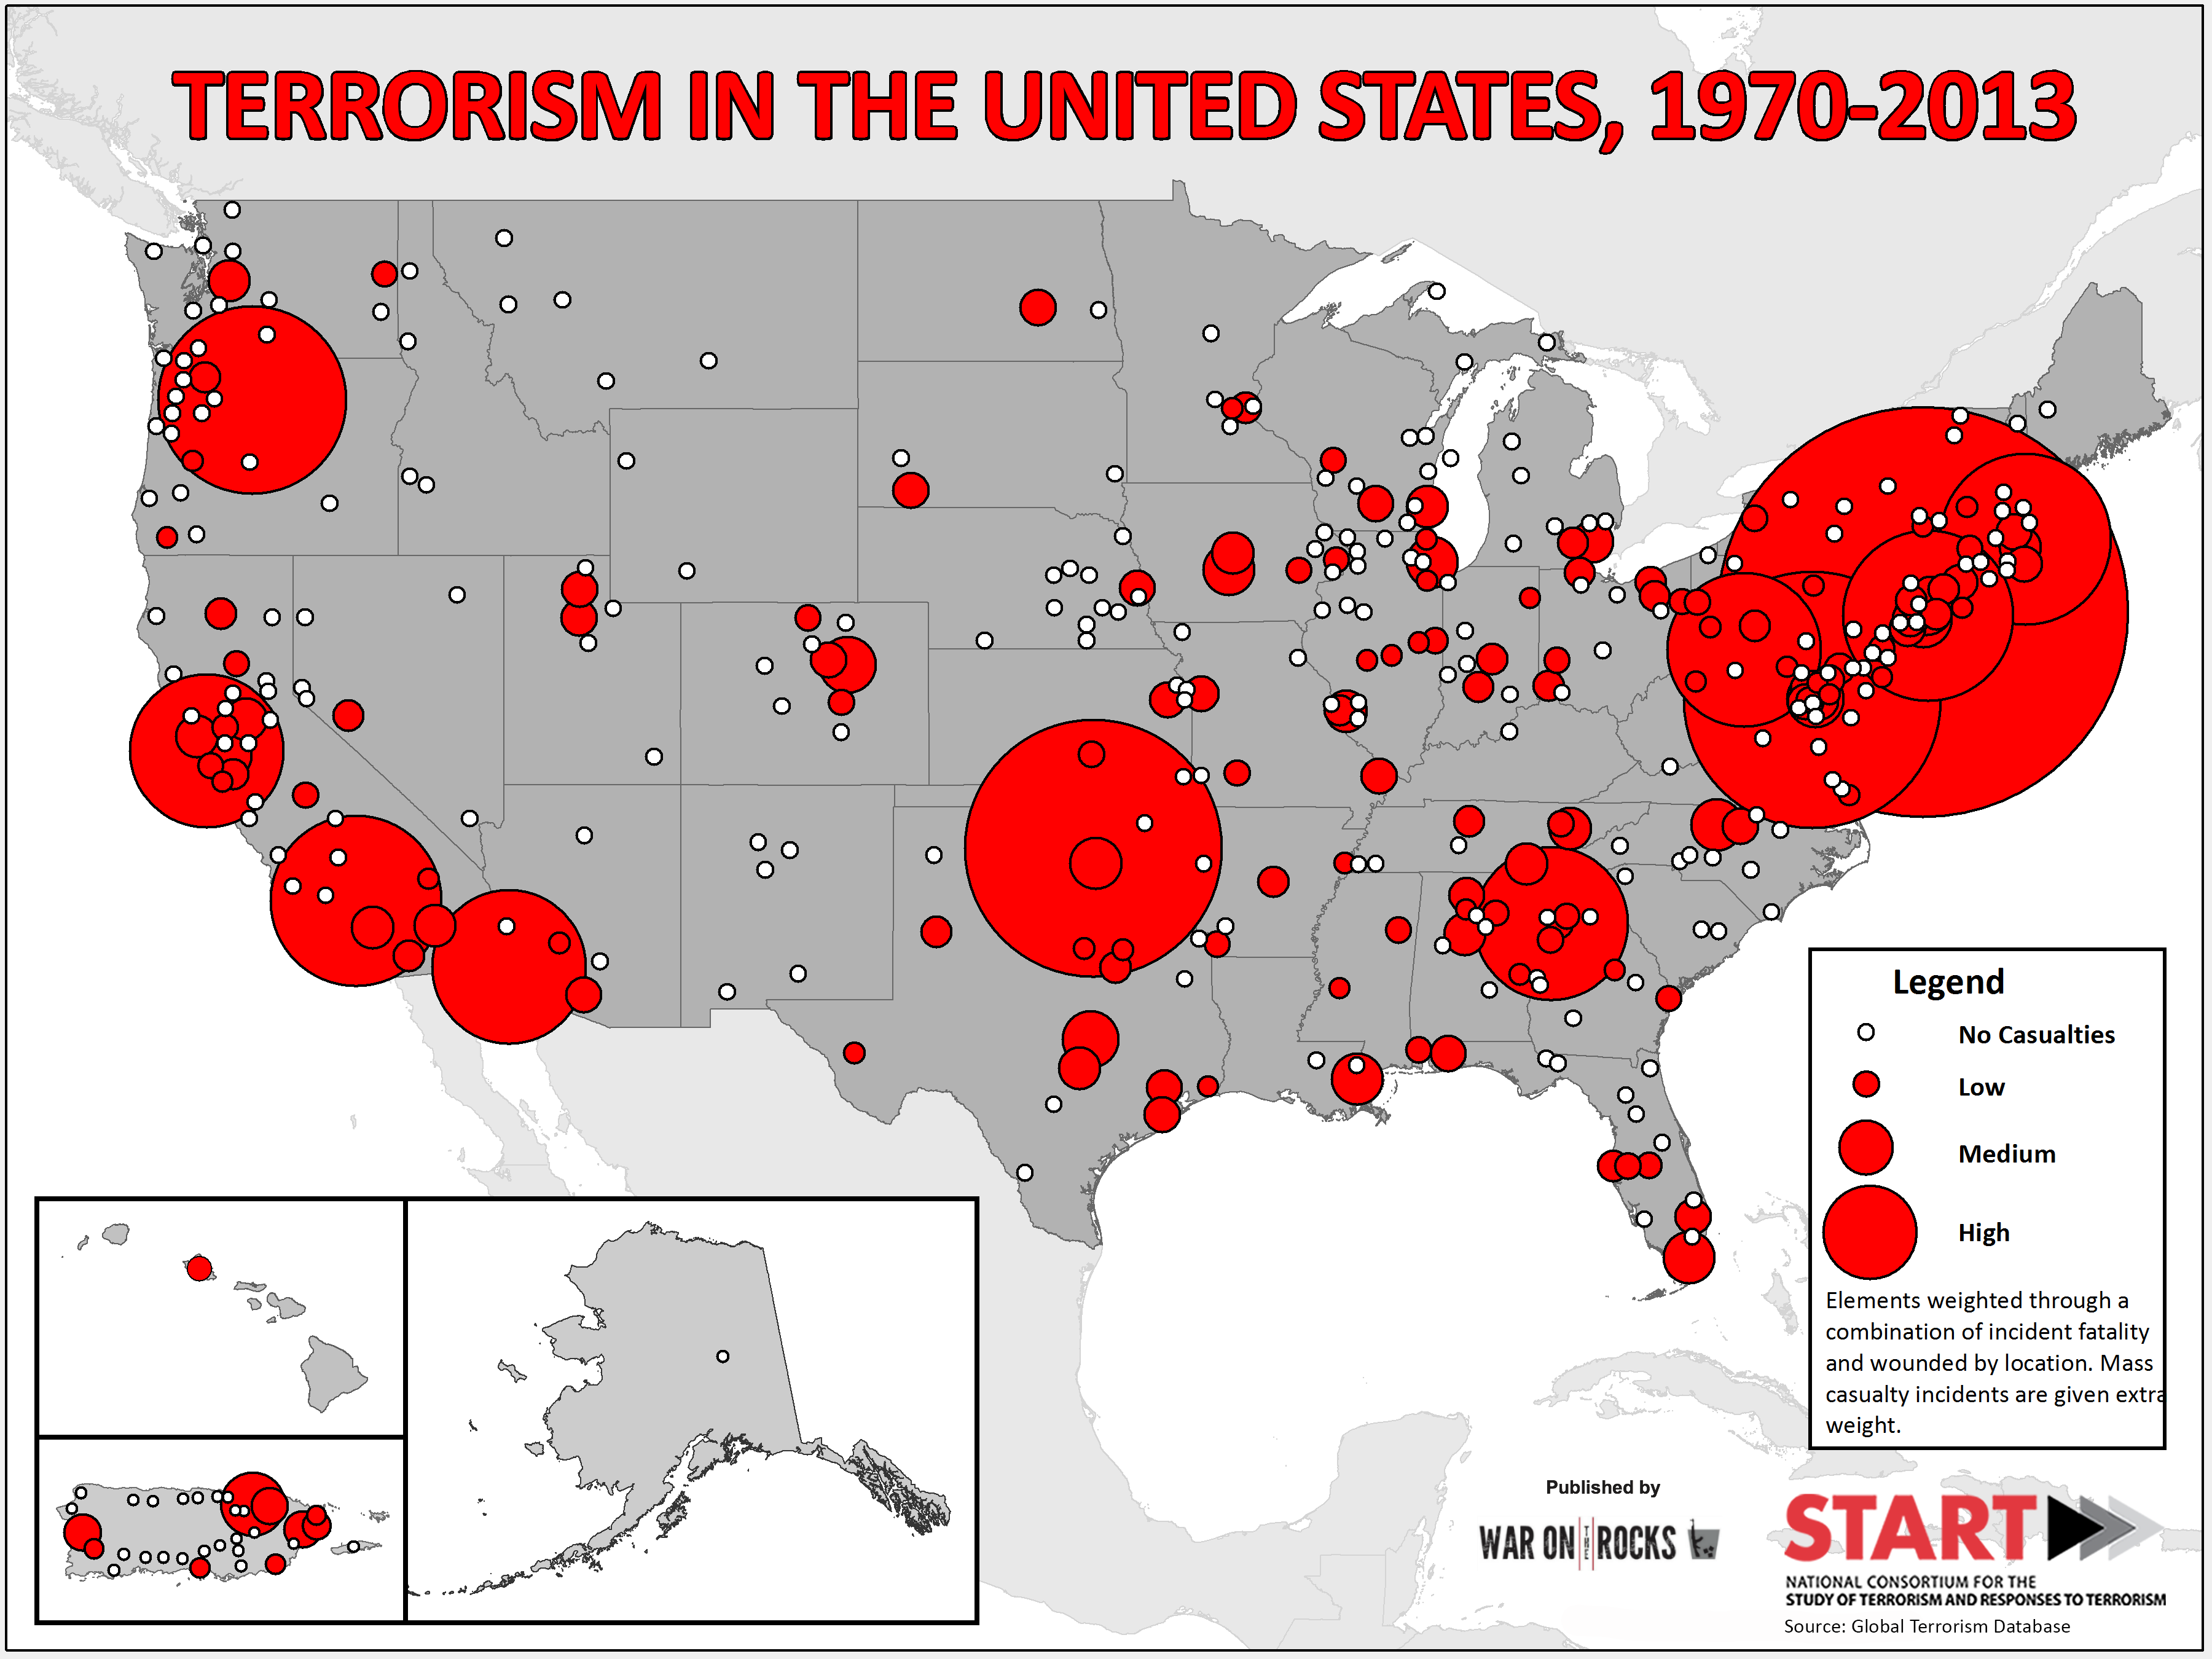 TERRORISM IN THE UNITED STATES, 1970-2013
Legend
No Casualties
Low
Medium
High
Elements weighted through a
combination of incident fatality
and wounded by location. Mass
casualty incidents are given extra
weight.
Published by
WAR ON THE ROCKS
START
NATIONAL CONSORTIUM FOR THE
STUDY OF TERRORISM AND RESPONSES TO TERRORISM
Source: Global Terrorism Database